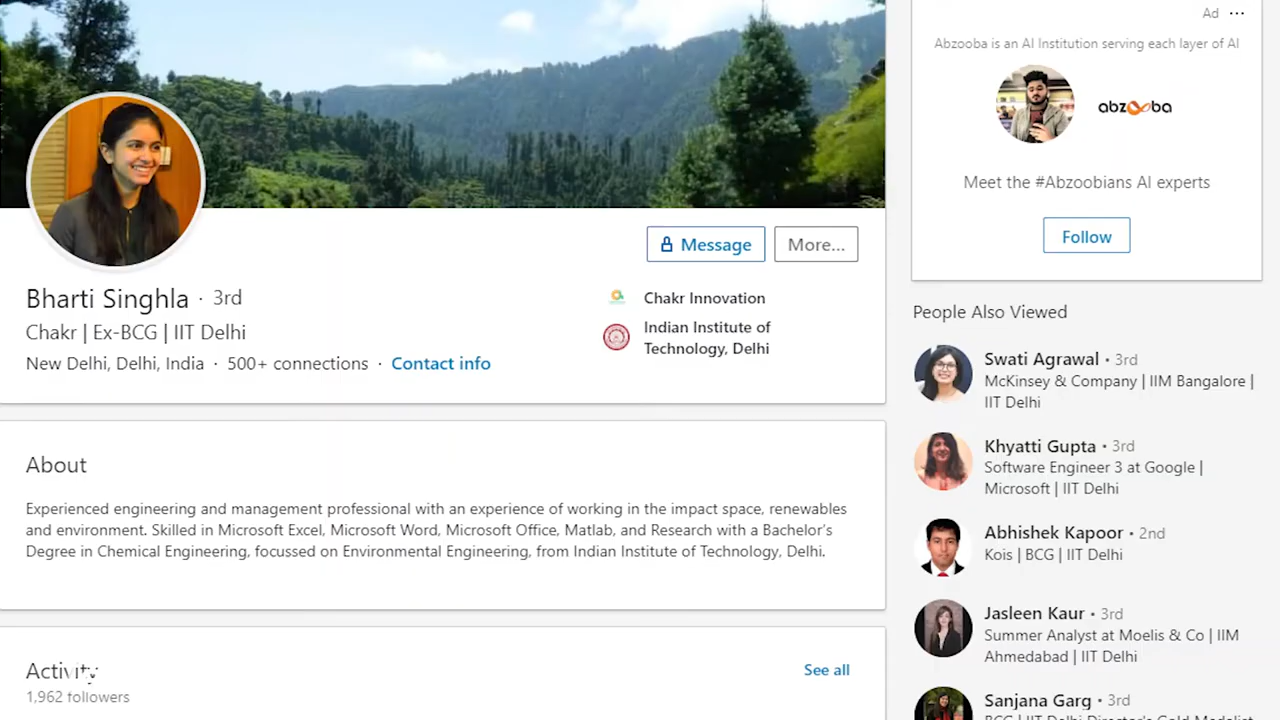 Bharti Singhla · 3rd
Chakr | Ex-BCG | IIT Delhi
New Delhi, Delhi, India · 500+ connections · Contact info
Message
More...
Chakr Innovation
Indian Institute of
Technology, Delhi
About
Experienced engineering and management professional with an experience of working in the impact space, renewables
and environment. Skilled in Microsoft Excel, Microsoft Word, Microsoft Office, Matlab, and Research with a Bachelor's
Degree in Chemical Engineering, focussed on Environmental Engineering, from Indian Institute of Technology, Delhi.
Activity
See all
1,962 followers
Ad ...
Abzooba is an AI Institution serving each layer of AI
abzooba
Meet the #Abzoobians AI experts
Follow
People Also Viewed
Swati Agrawal • 3rd
McKinsey & Company | IIM Bangalore |
IIT Delhi
Khyatti Gupta • 3rd
Software Engineer 3 at Google |
Microsoft | IIT Delhi
Abhishek Kapoor • 2nd
Kois | BCG | IIT Delhi
Jasleen Kaur • 3rd
Summer Analyst at Moelis & Co | IIM
Ahmedabad | IIT Delhi
Sanjana Garg • 3rd
BCG | IIT Delhi Director's Gold Medalist